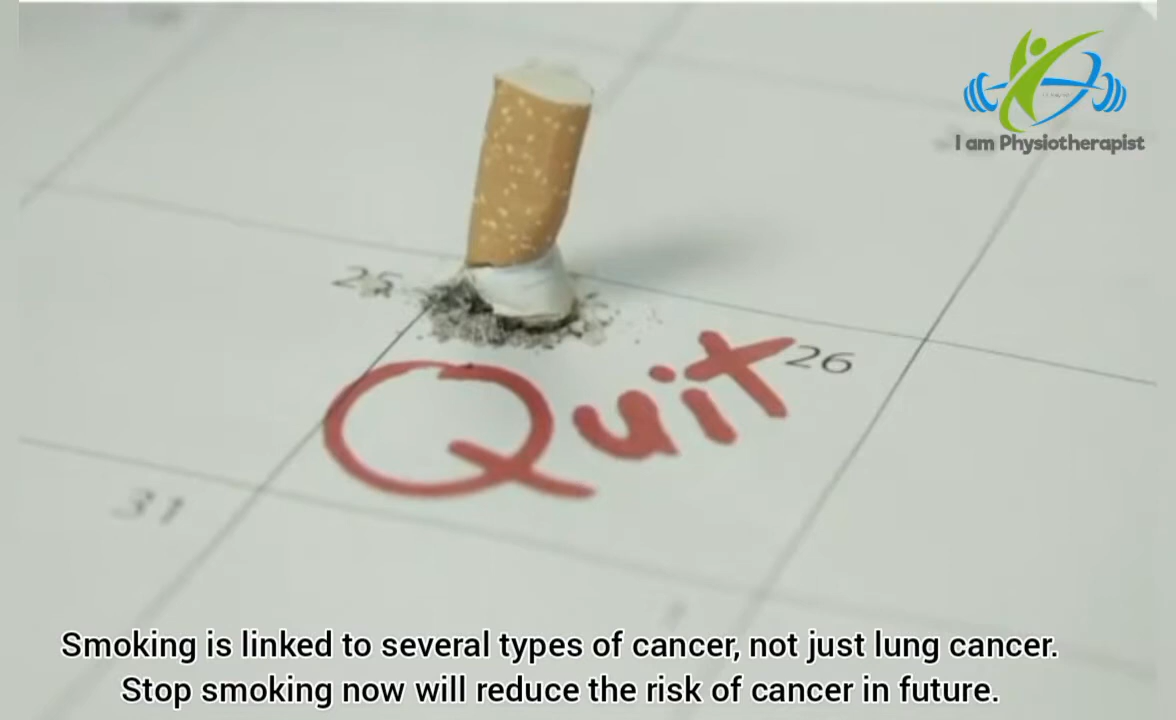 I am Physiotherapist
25
26
Quit
31
Smoking is linked to several types of cancer, not just lung cancer.
Stop smoking now will reduce the risk of cancer in future.